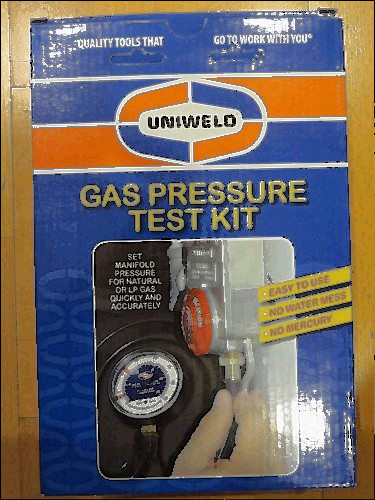 "QUALITY TOOLS THAT GO TO WORK WITH YOU®
UNIWELD
GAS PRESSURE
TEST KIT
SET
MANIFOLD
PRESSURE
FOR NATURAL
OR LP GAS
QUICKLY AND
ACCURATELY
• EASY TO USE
• NO WATER MESS
• NO MERCURY
UNIWELD